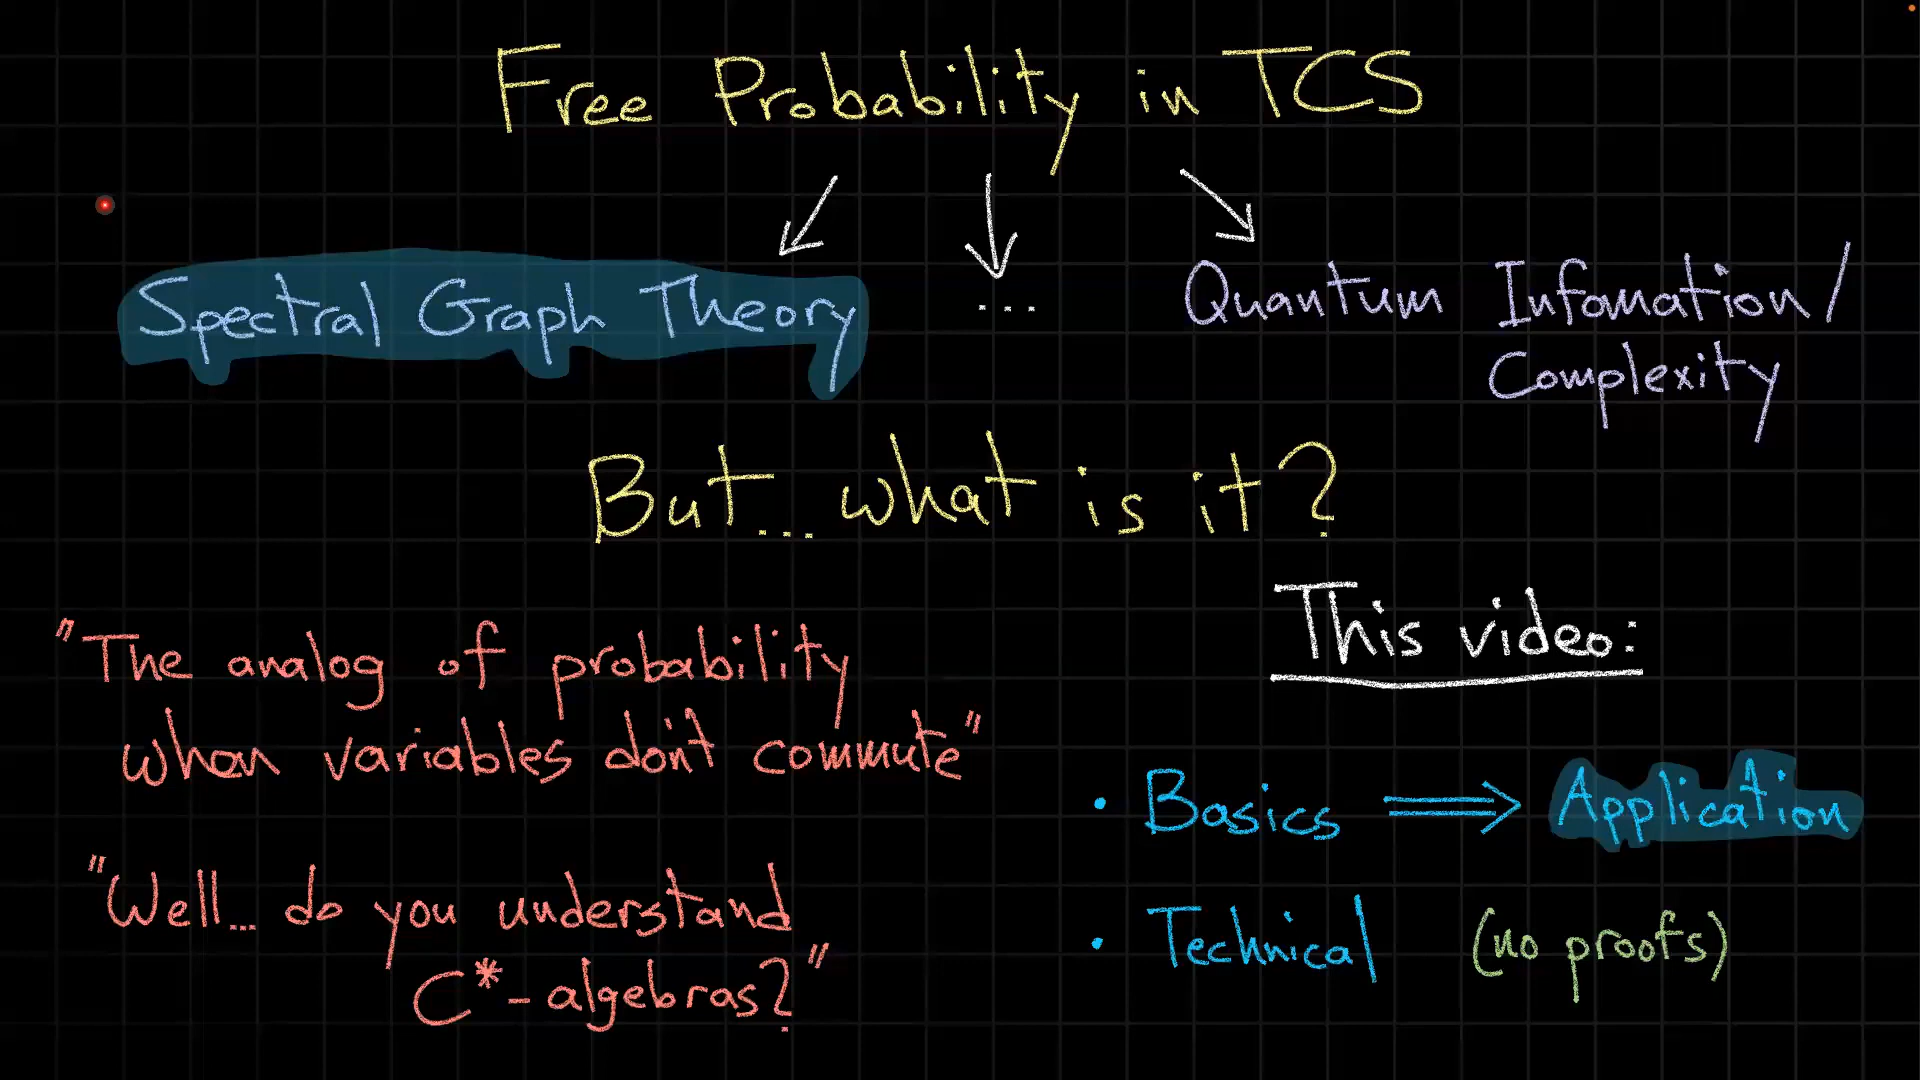 Free Probability in TCS
Spectral Graph Theory
...
Quantum Infomation/
Complexity
But... what is it?
"The analog of probability
when variables don't commute"
"Well... do you understand
C*-algebras?"
This video:
• Basics ⟹ Application
• Technical (no proofs)